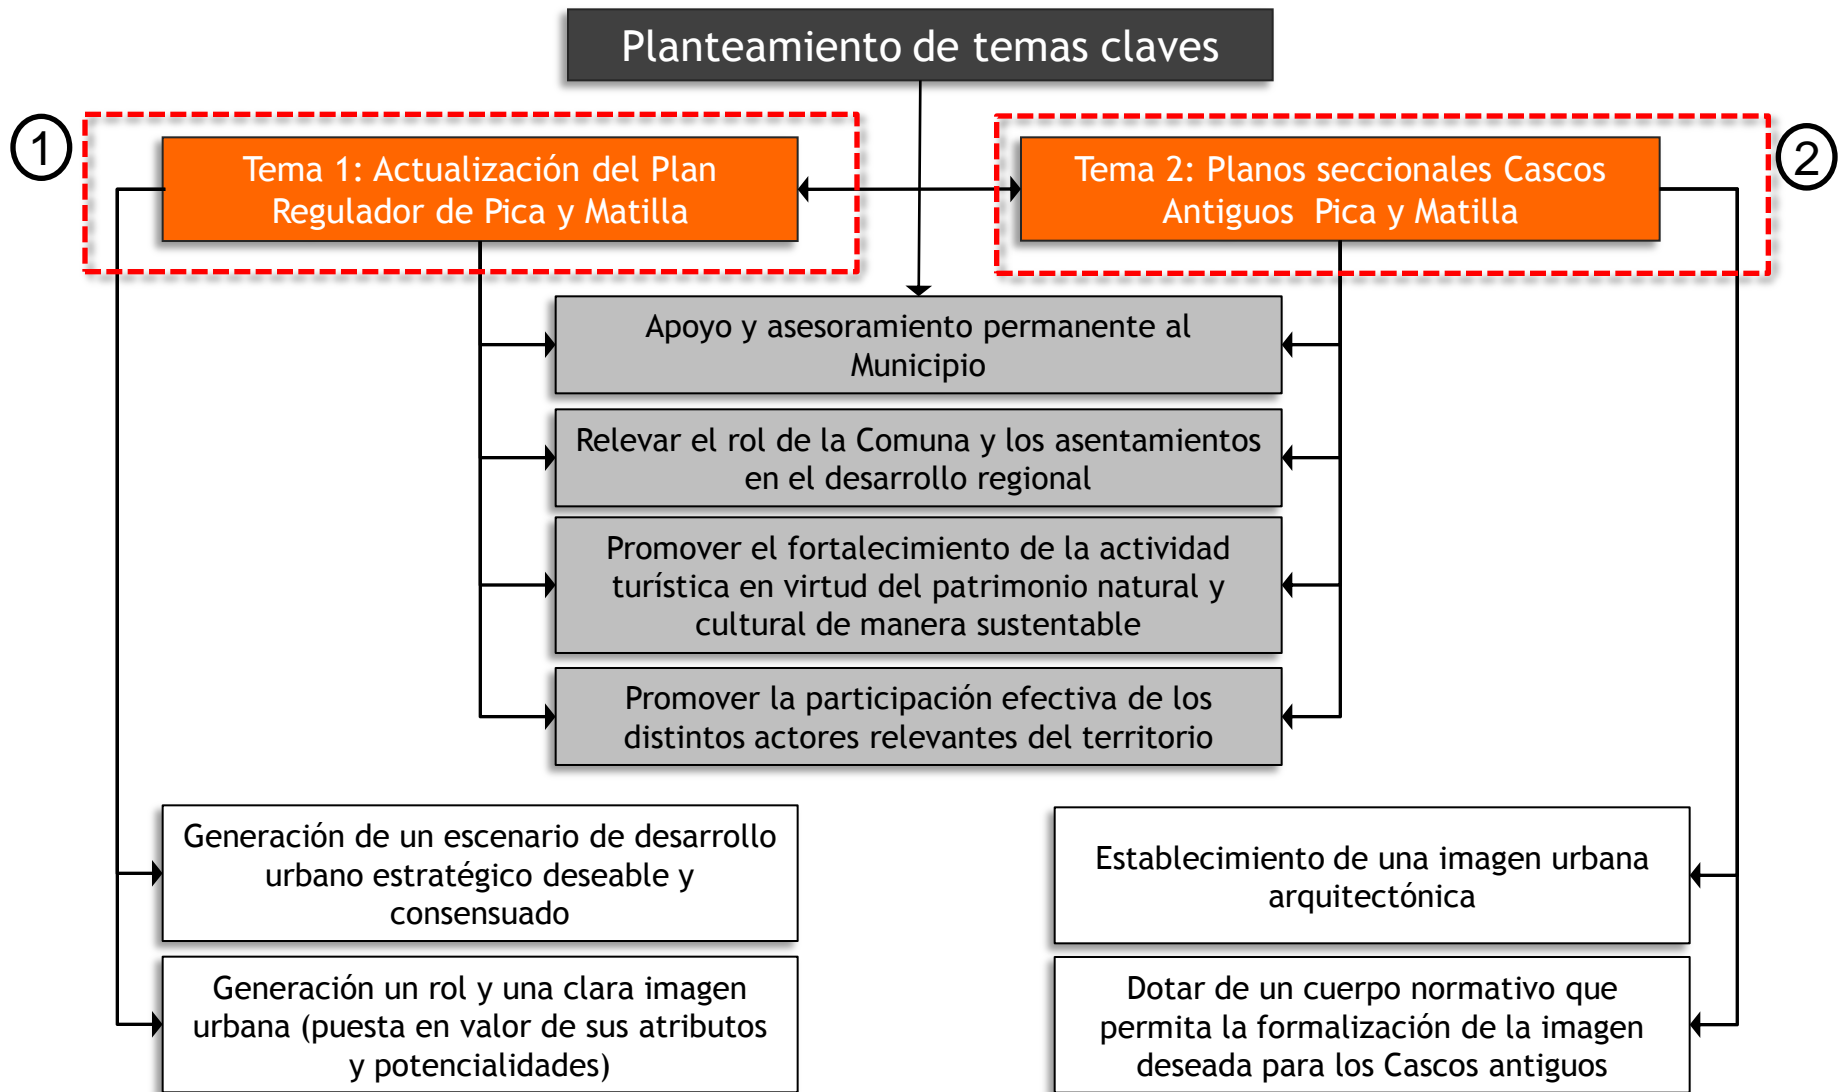 Planteamiento de temas claves
1
Tema 1: Actualización del Plan
Regulador de Pica y Matilla
Tema 2: Planos seccionales Cascos
Antiguos Pica y Matilla
2
Apoyo y asesoramiento permanente al
Municipio
Relevar el rol de la Comuna y los asentamientos
en el desarrollo regional
Promover el fortalecimiento de la actividad
turística en virtud del patrimonio natural y
cultural de manera sustentable
Promover la participación efectiva de los
distintos actores relevantes del territorio
Generación de un escenario de desarrollo
urbano estratégico deseable y
consensuado
Establecimiento de una imagen urbana
arquitectónica
Generación un rol y una clara imagen
urbana (puesta en valor de sus atributos
y potencialidades)
Dotar de un cuerpo normativo que
permita la formalización de la imagen
deseada para los Cascos antiguos